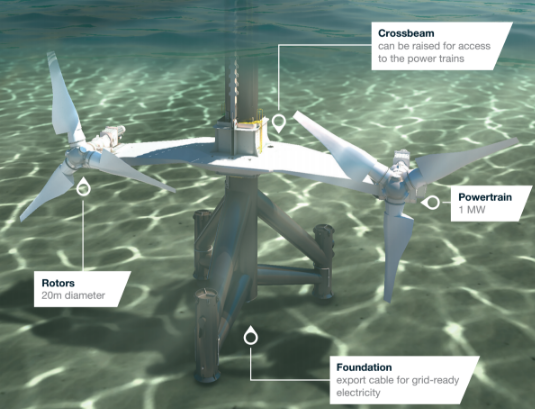 Crossbeam
can be raised for access
to the power trains
Powertrain
1 MW
Rotors
20m diameter
Foundation
export cable for grid-ready
electricity